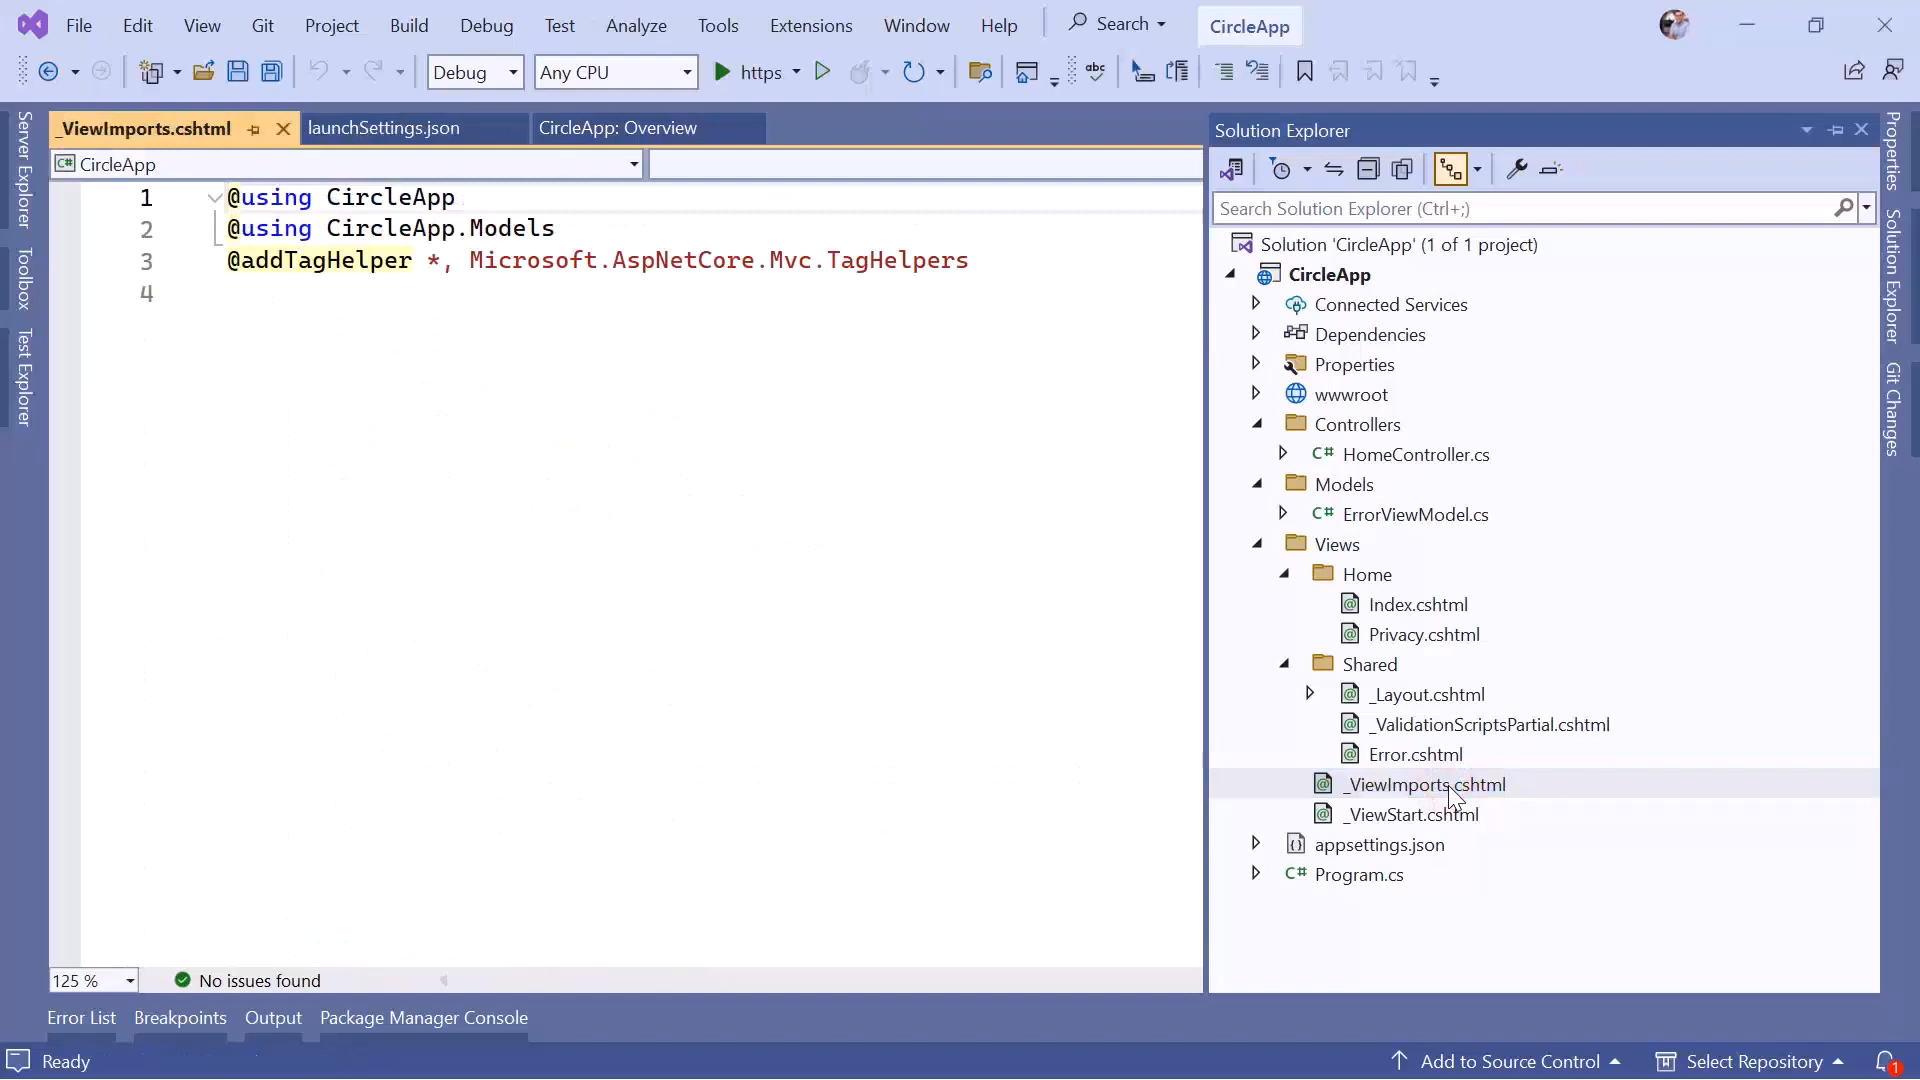 File Edit View Git Project Build Debug Test Analyze Tools Extensions Window Help Search CircleApp
Debug Any CPU https abc
_ViewImports.cshtml launchSettings.json CircleApp: Overview
C# CircleApp
1 @using CircleApp
2 @using CircleApp.Models
3 @addTagHelper *, Microsoft.AspNetCore.Mvc.TagHelpers
4
125 % No issues found
Server Explorer
Toolbox
Test Explorer
Solution Explorer
Search Solution Explorer (Ctrl+;)
Solution 'CircleApp' (1 of 1 project)
CircleApp
Connected Services
Dependencies
Properties
wwwroot
Controllers
C# HomeController.cs
Models
C# ErrorViewModel.cs
Views
Home
@ Index.cshtml
@ Privacy.cshtml
Shared
@ _Layout.cshtml
@ _ValidationScriptsPartial.cshtml
@ Error.cshtml
@ _ViewImports.cshtml
@ _ViewStart.cshtml
appsettings.json
C# Program.cs
Properties
Solution Explorer
Git Changes
Error List Breakpoints Output Package Manager Console
Ready Add to Source Control Select Repository 1